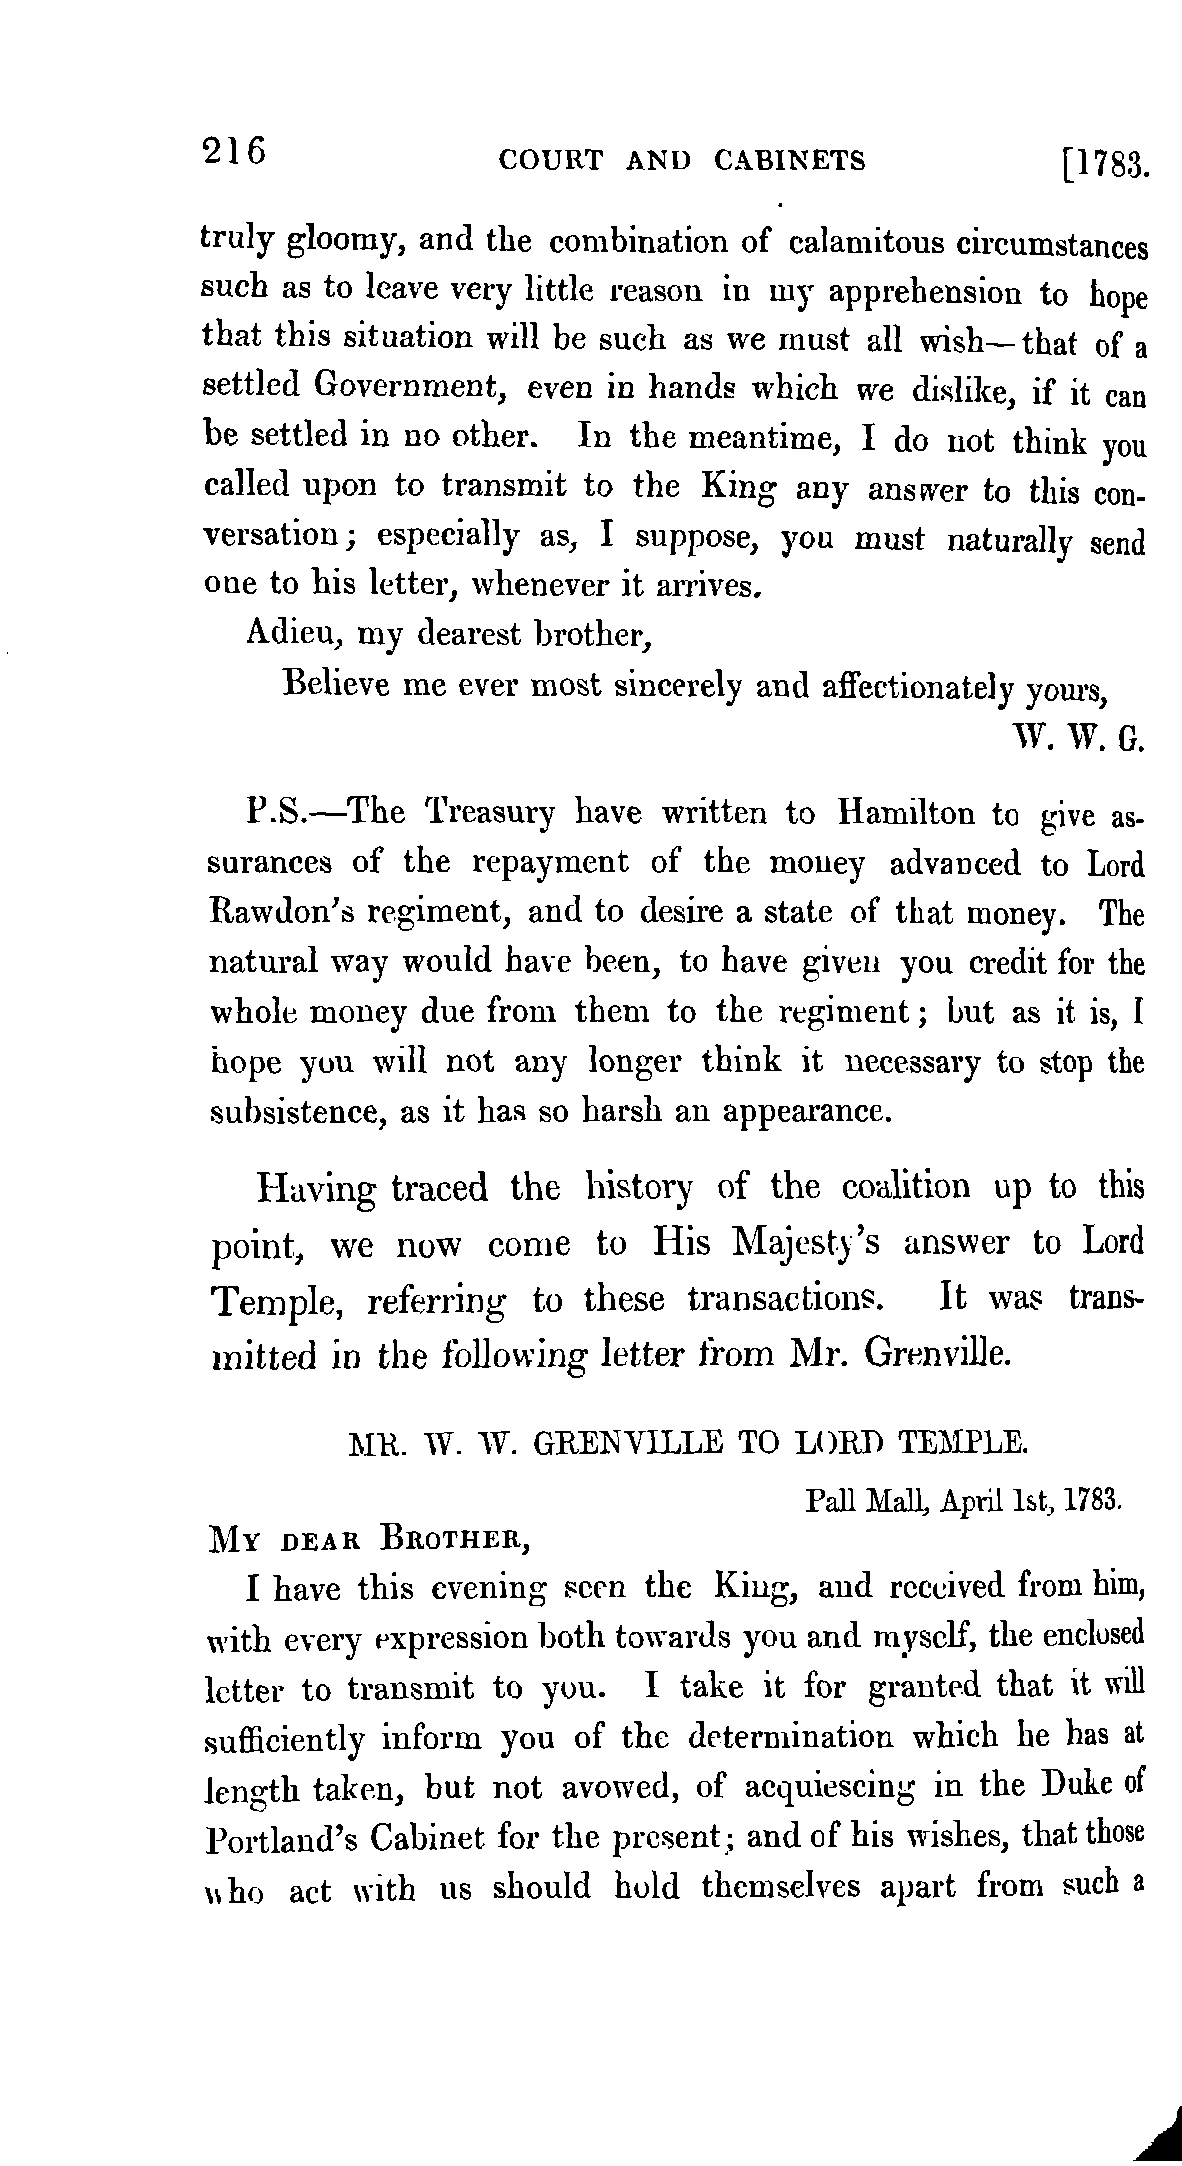 216 COURT AND CABINETS [1783.
truly gloomy, and the combination of calamitous circumstances
such as to leave very little reason in my apprehension to hope
that this situation will be such as we must all wish—that of a
settled Government, even in hands which we dislike, if it can
be settled in no other. In the meantime, I do not think you
called upon to transmit to the King any answer to this con-
versation; especially as, I suppose, you must naturally send
one to his letter, whenever it arrives.
Adieu, my dearest brother,
Believe me ever most sincerely and affectionately yours,
W. W. G.
P.S.—The Treasury have written to Hamilton to give as-
surances of the repayment of the money advanced to Lord
Rawdon's regiment, and to desire a state of that money. The
natural way would have been, to have given you credit for the
whole money due from them to the regiment; but as it is, I
hope you will not any longer think it necessary to stop the
subsistence, as it has so harsh an appearance.
Having traced the history of the coalition up to this
point, we now come to His Majesty's answer to Lord
Temple, referring to these transactions. It was trans-
mitted in the following letter from Mr. Grenville.
MR. W. W. GRENVILLE TO LORD TEMPLE.
Pall Mall, April 1st, 1783.
MY DEAR BROTHER,
I have this evening seen the King, and received from him,
with every expression both towards you and myself, the enclosed
letter to transmit to you. I take it for granted that it will
sufficiently inform you of the determination which he has at
length taken, but not avowed, of acquiescing in the Duke of
Portland's Cabinet for the present; and of his wishes, that those
who act with us should hold themselves apart from such a